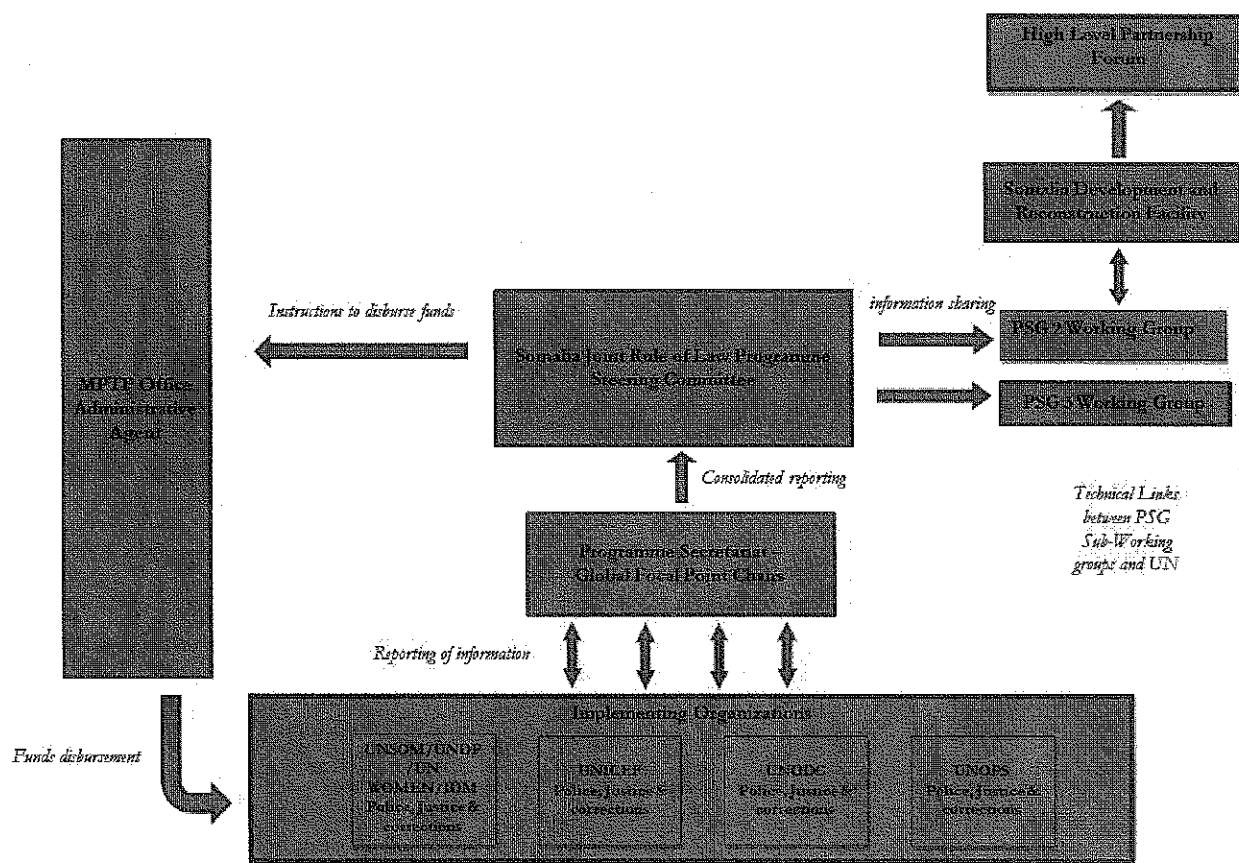 High Level Partnership
Forum
Somalia Development and
Reconstruction Facility
Instructions to disburse funds
information sharing
PSG 2 Working Group
Somalia Joint Rule of Law Programme
Steering Committee
MPTF Office
Administrative
Agent
PSG 3 Working Group
Consolidated reporting
Technical Links
between PSG
Sub-Working
groups and UN
Programme Secretariat –
Global Focal Point Chairs
Reporting of information
Implementing Organizations
Funds disbursement
UNSOM/UNDP
/UN
WOMEN/IOM
Police, Justice &
corrections
UNICEF
Police, Justice &
corrections
UNODC
Police, Justice &
corrections
UNOPS
Police, Justice &
corrections